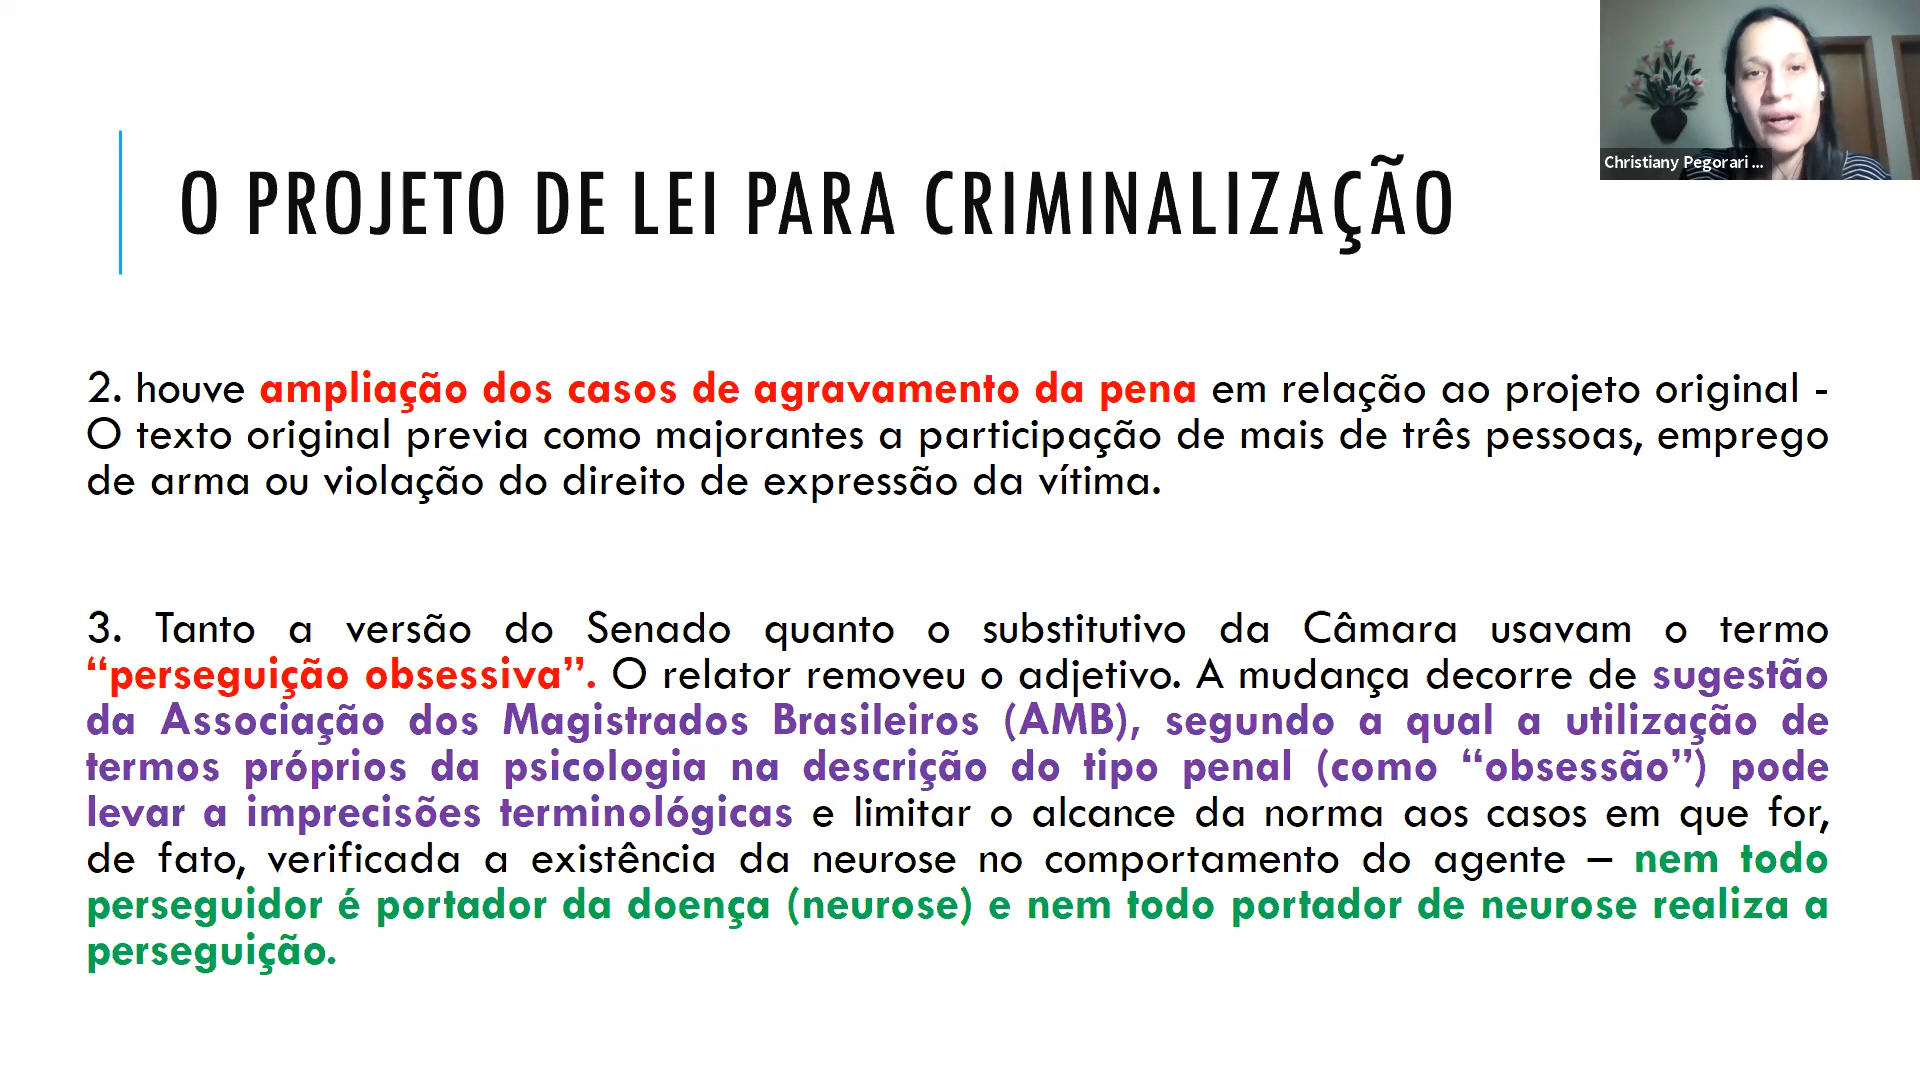 O PROJETO DE LEI PARA CRIMINALIZAÇÃO
Christiany Pegorari ...
2. houve ampliação dos casos de agravamento da pena em relação ao projeto original -
O texto original previa como majorantes a participação de mais de três pessoas, emprego
de arma ou violação do direito de expressão da vítima.
3. Tanto a versão do Senado quanto o substitutivo da Câmara usavam o termo
“perseguição obsessiva”. O relator removeu o adjetivo. A mudança decorre de sugestão
da Associação dos Magistrados Brasileiros (AMB), segundo a qual a utilização de
termos próprios da psicologia na descrição do tipo penal (como “obsessão”) pode
levar a imprecisões terminológicas e limitar o alcance da norma aos casos em que for,
de fato, verificada a existência da neurose no comportamento do agente – nem todo
perseguidor é portador da doença (neurose) e nem todo portador de neurose realiza a
perseguição.